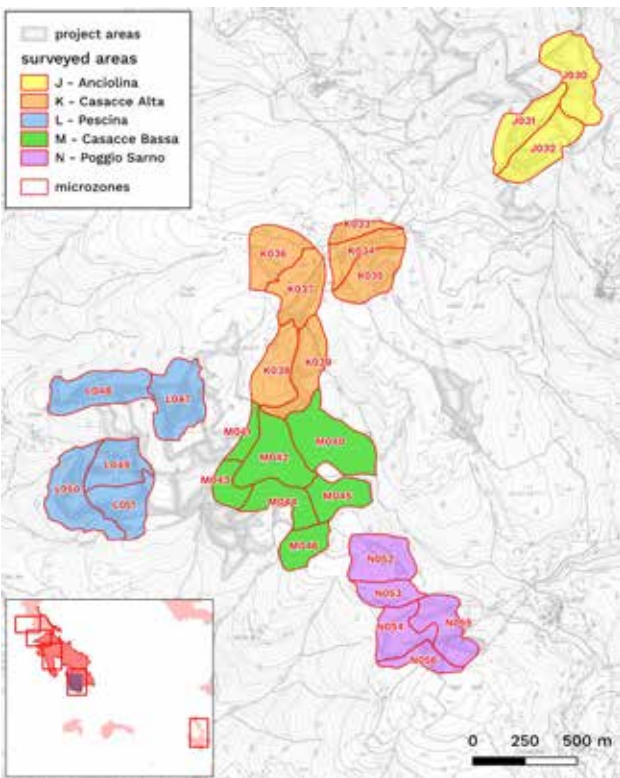 project areas
surveyed areas
J - Anciolina
K - Casacce Alta
L - Pescina
M - Casacce Bassa
N - Poggio Sarno
microzones
J030
J031
J032
K033
K034
K035
K036
K037
K038
K039
L048
L047
M041
M040
M042
M043
L049
L050
L051
M044
M045
M046
N052
N053
N054
N055
N056
0 250 500 m